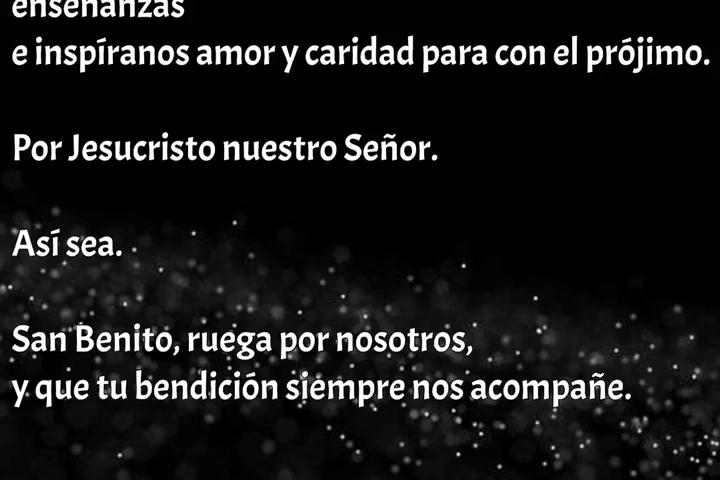 enseñanzas
e inspíranos amor y caridad para con el prójimo.
Por Jesucristo nuestro Señor.
Así sea.
San Benito, ruega por nosotros,
y que tu bendición siempre nos acompañe.